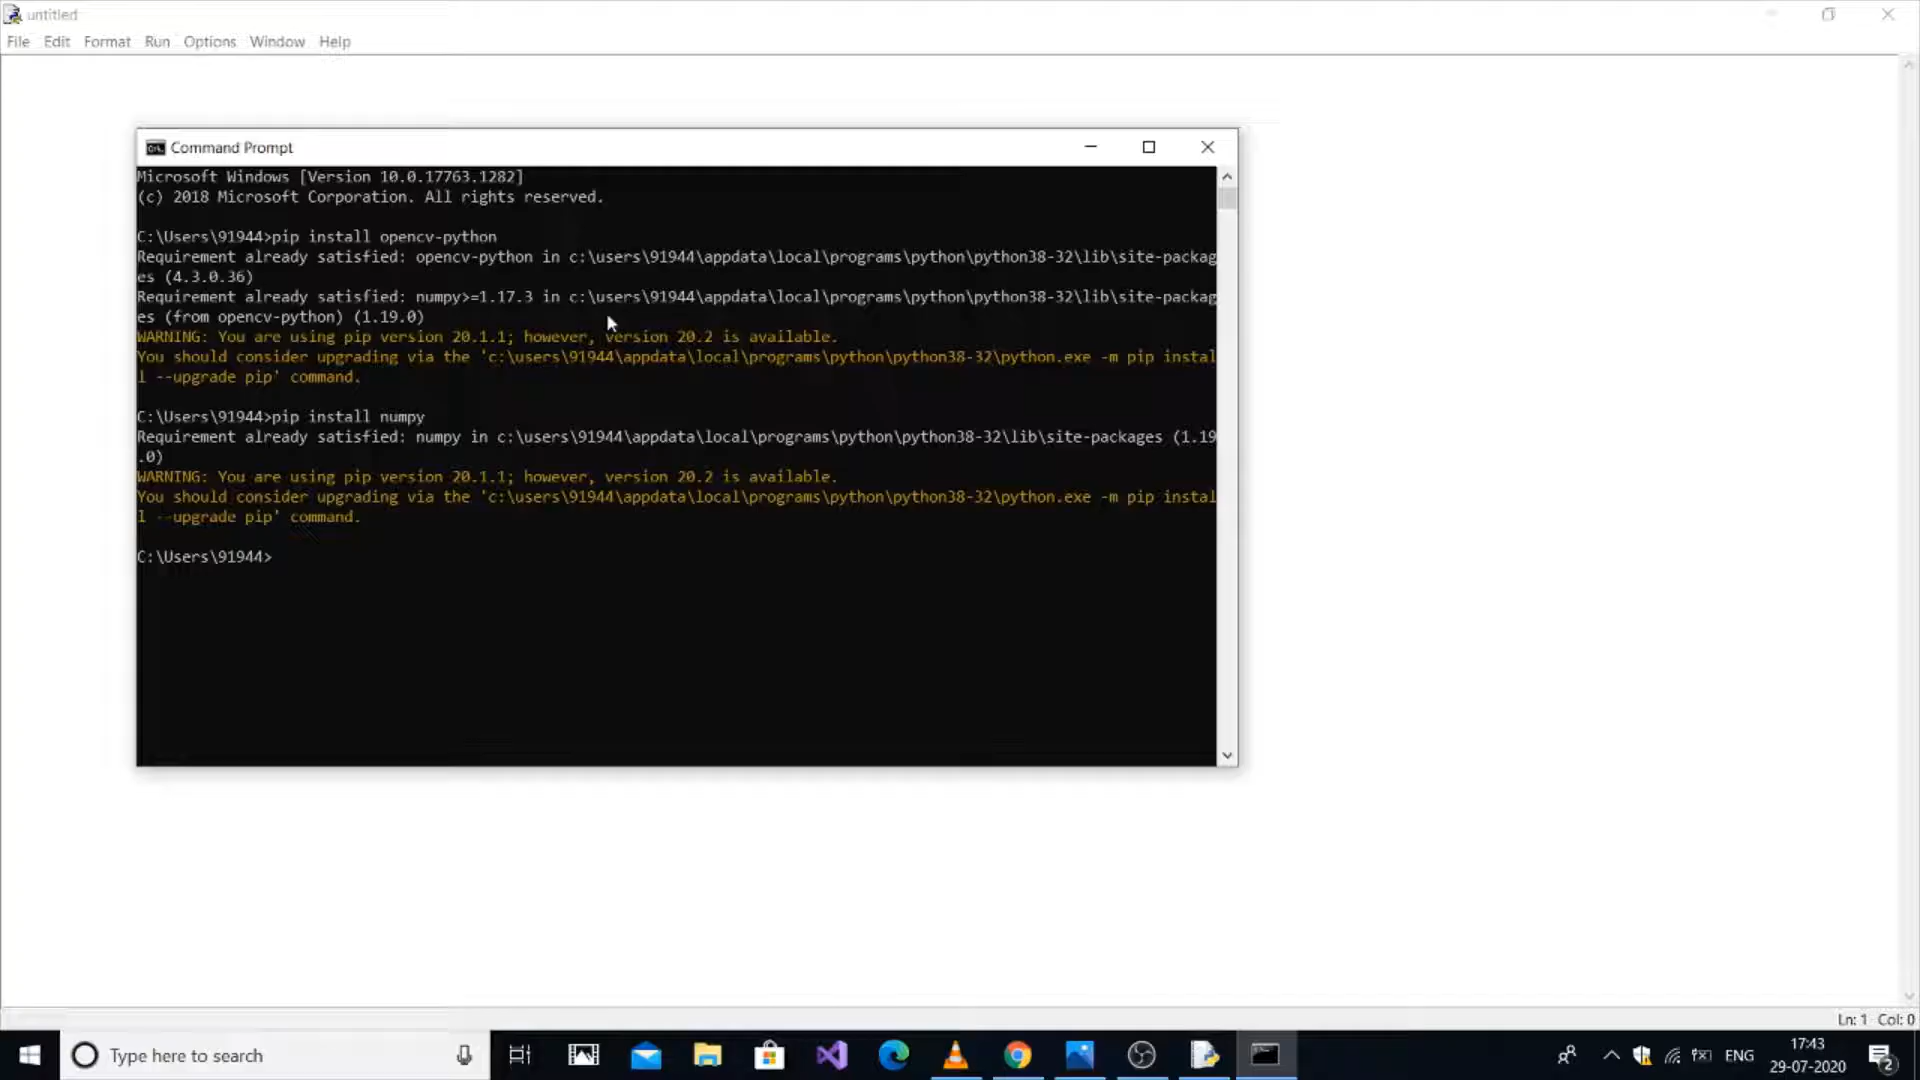 untitled
File Edit Format Run Options Window Help
Command Prompt
Microsoft Windows [Version 10.0.17763.1282]
(c) 2018 Microsoft Corporation. All rights reserved.
C:\Users\91944>pip install opencv-python
Requirement already satisfied: opencv-python in c:\users\91944\appdata\local\programs\python\python38-32\lib\site-packag
es (4.3.0.36)
Requirement already satisfied: numpy>=1.17.3 in c:\users\91944\appdata\local\programs\python\python38-32\lib\site-packag
es (from opencv-python) (1.19.0)
WARNING: You are using pip version 20.1.1; however, version 20.2 is available.
You should consider upgrading via the 'c:\users\91944\appdata\local\programs\python\python38-32\python.exe -m pip instal
l --upgrade pip' command.
C:\Users\91944>pip install numpy
Requirement already satisfied: numpy in c:\users\91944\appdata\local\programs\python\python38-32\lib\site-packages (1.19
.0)
WARNING: You are using pip version 20.1.1; however, version 20.2 is available.
You should consider upgrading via the 'c:\users\91944\appdata\local\programs\python\python38-32\python.exe -m pip instal
l --upgrade pip' command.
C:\Users\91944>
Ln: 1 Col: 0
Type here to search
ENG
17:43
29-07-2020
2